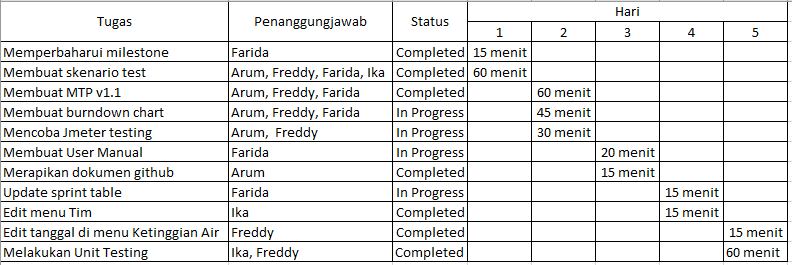 Tugas Penanggungjawab Status Hari
1 2 3 4 5
Memperbaharui milestone Farida Completed 15 menit
Membuat skenario test Arum, Freddy, Farida, Ika Completed 60 menit
Membuat MTP v1.1 Arum, Freddy, Farida Completed 60 menit
Membuat burndown chart Arum, Freddy, Farida In Progress 45 menit
Mencoba Jmeter testing Arum, Freddy In Progress 30 menit
Membuat User Manual Farida In Progress 20 menit
Merapikan dokumen github Arum Completed 15 menit
Update sprint table Farida In Progress 15 menit
Edit menu Tim Ika Completed 15 menit
Edit tanggal di menu Ketinggian Air Freddy Completed 15 menit
Melakukan Unit Testing Ika, Freddy Completed 60 menit